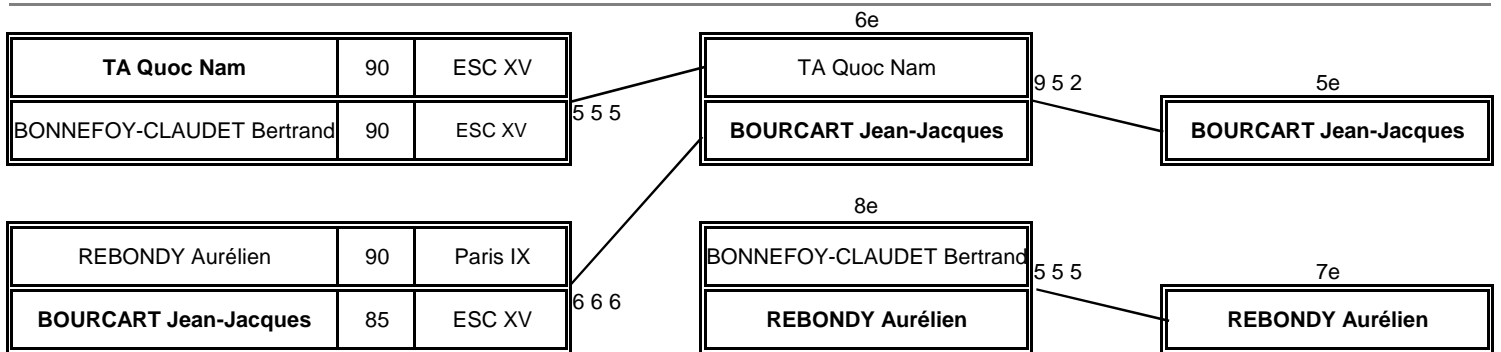 6e
TA Quoc Nam 90 ESC XV TA Quoc Nam
9 5 2 5e
BONNEFOY-CLAUDET Bertrand 90 ESC XV 5 5 5 BOURCART Jean-Jacques BOURCART Jean-Jacques
8e
REBONDY Aurélien 90 Paris IX BONNEFOY-CLAUDET Bertrand
5 5 5 7e
BOURCART Jean-Jacques 85 ESC XV 6 6 6 REBONDY Aurélien REBONDY Aurélien